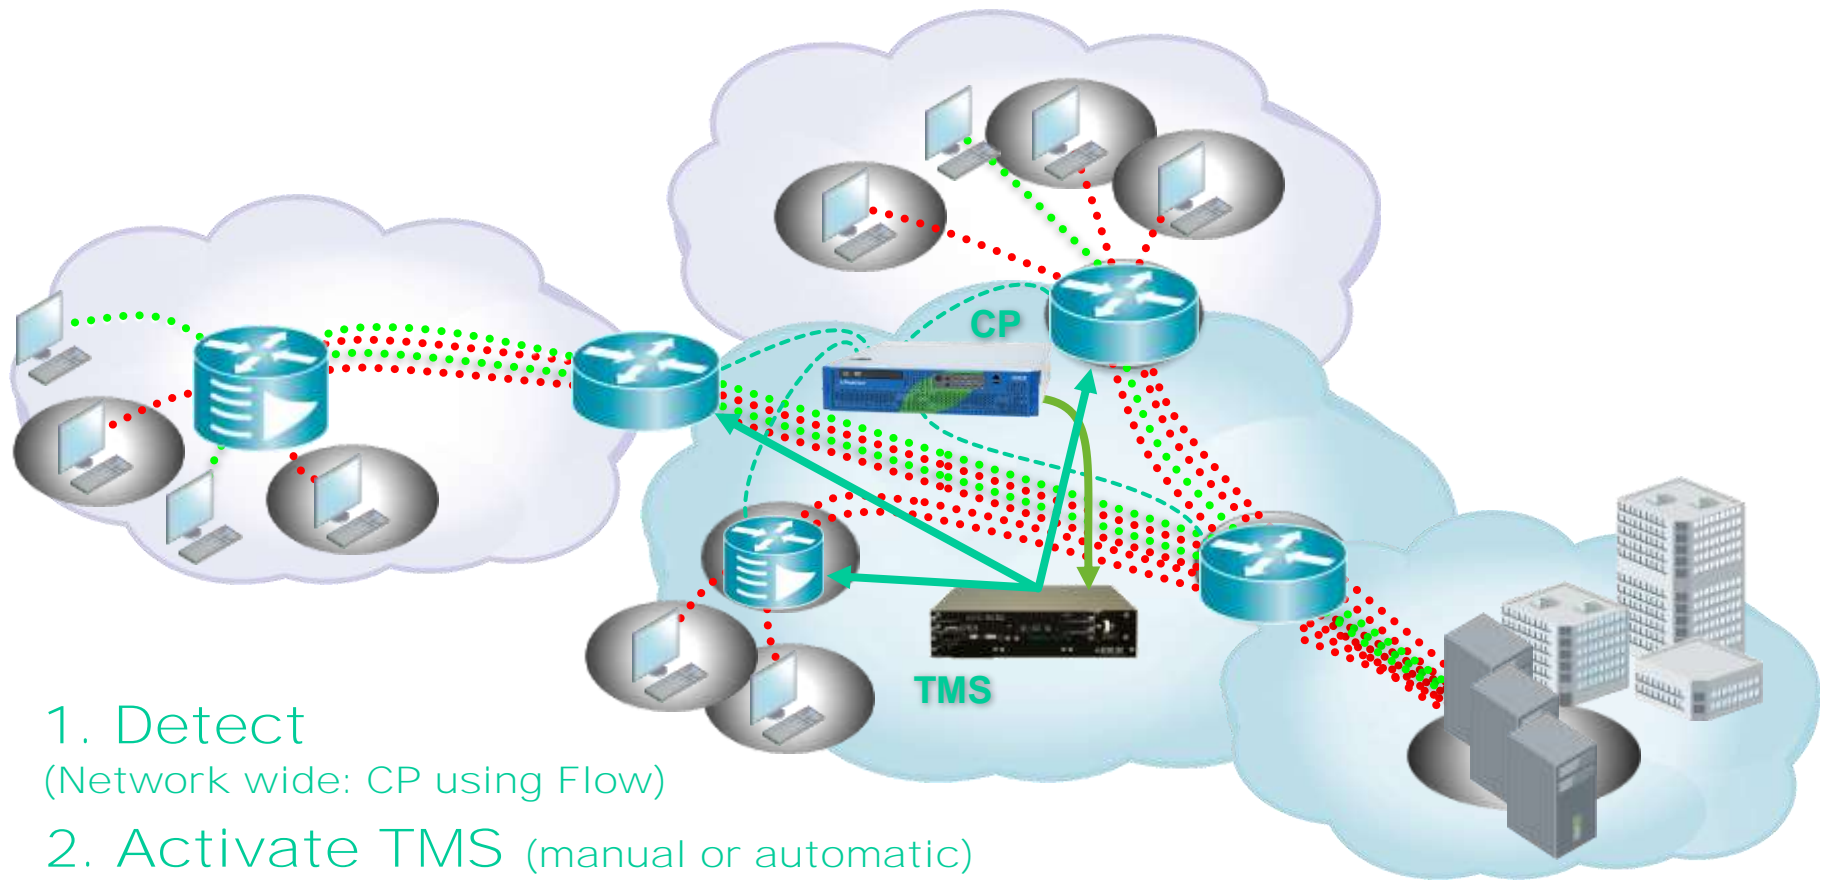 CP
TMS
1. Detect
(Network wide: CP using Flow)
2. Activate TMS (manual or automatic)